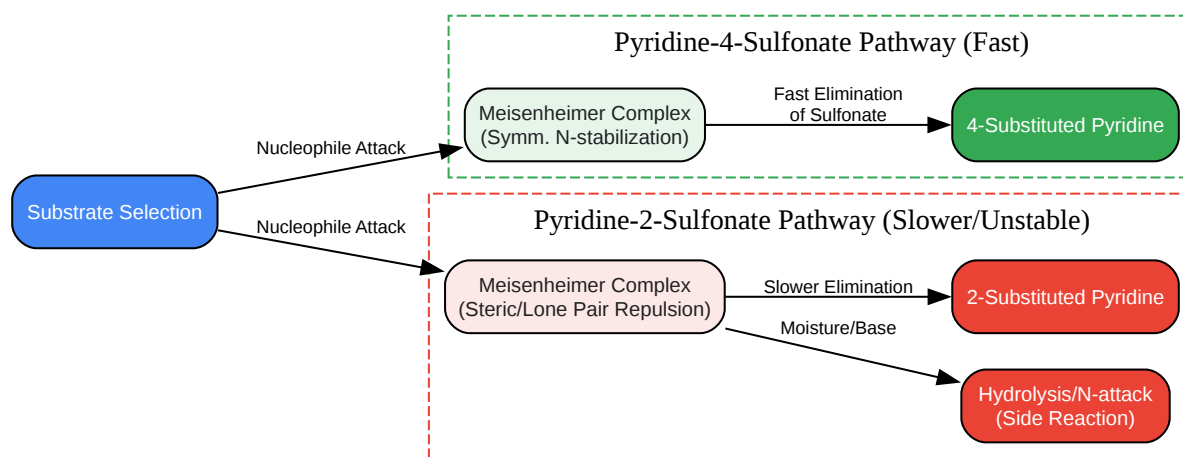 Pyridine-4-Sulfonate Pathway (Fast)
Meisenheimer Complex
(Symm. N-stabilization)
Fast Elimination
of Sulfonate
4-Substituted Pyridine
Nucleophile Attack
Substrate Selection
Nucleophile Attack
Pyridine-2-Sulfonate Pathway (Slower/Unstable)
Meisenheimer Complex
(Steric/Lone Pair Repulsion)
Slower Elimination
2-Substituted Pyridine
Moisture/Base
Hydrolysis/N-attack
(Side Reaction)